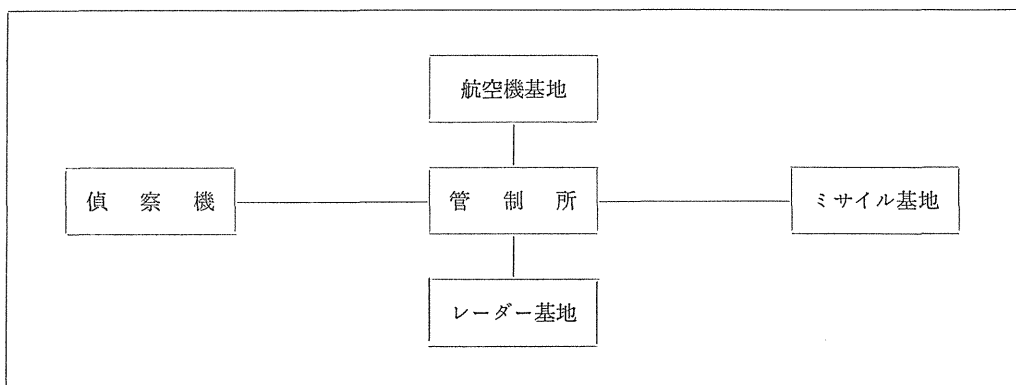 航空機基地
偵察機
管制所
ミサイル基地
レーダー基地